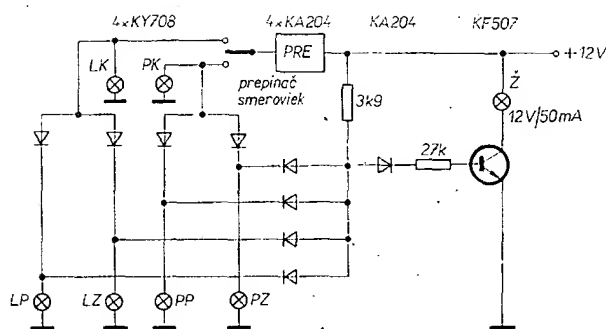 4×KY708
4×KA204
KA204
KF507
LK
PK
PRE
+12V
prepínač
smeroviek
3k9
Ž
12V/50mA
27k
LP
LZ
PP
PZ